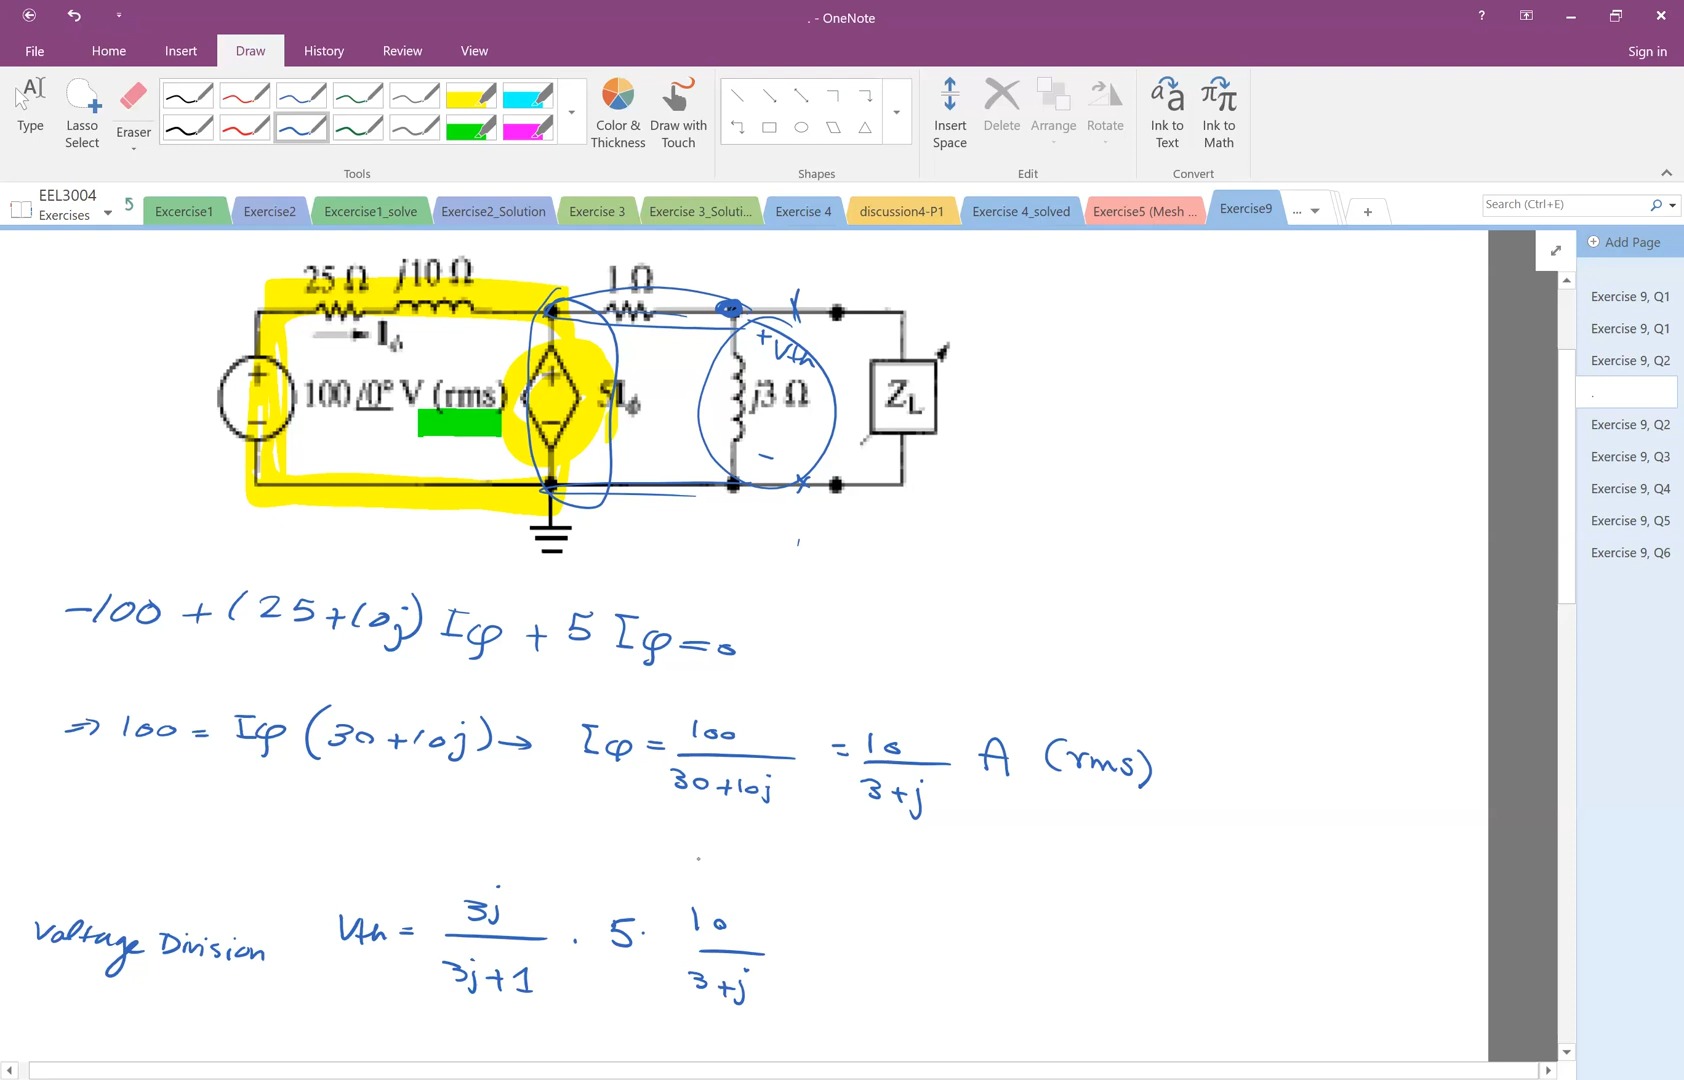 . - OneNote
?
File
Home
Insert
Draw
History
Review
View
Sign in
Type
Lasso Select
Eraser
Color & Thickness
Draw with Touch
Insert Space
Delete
Arrange
Rotate
Ink to Text
Ink to Math
Tools
Shapes
Edit
Convert
EEL3004 Exercises
Excercise1
Exercise2
Excercise1_solve
Exercise2_Solution
Exercise 3
Exercise 3_Soluti...
Exercise 4
discussion4-P1
Exercise 4_solved
Exercise5 (Mesh ...
Exercise9
...
Search (Ctrl+E)
Add Page
Exercise 9, Q1
Exercise 9, Q1
Exercise 9, Q2
.
Exercise 9, Q2
Exercise 9, Q3
Exercise 9, Q4
Exercise 9, Q5
Exercise 9, Q6
25 Ω j10 Ω 1 Ω
Iϕ
+ Vth
100 /0° V (rms) 5Iϕ j3 Ω ZL
-100 + (25+10j) Iφ + 5 Iφ = 0
⇒ 100 = Iφ (30+10j) → Iφ = 100/(30+10j) = 10/(3+j) A (rms)
Voltage Division Vth = 3j/(3j+1) . 5 . 10/(3+j)